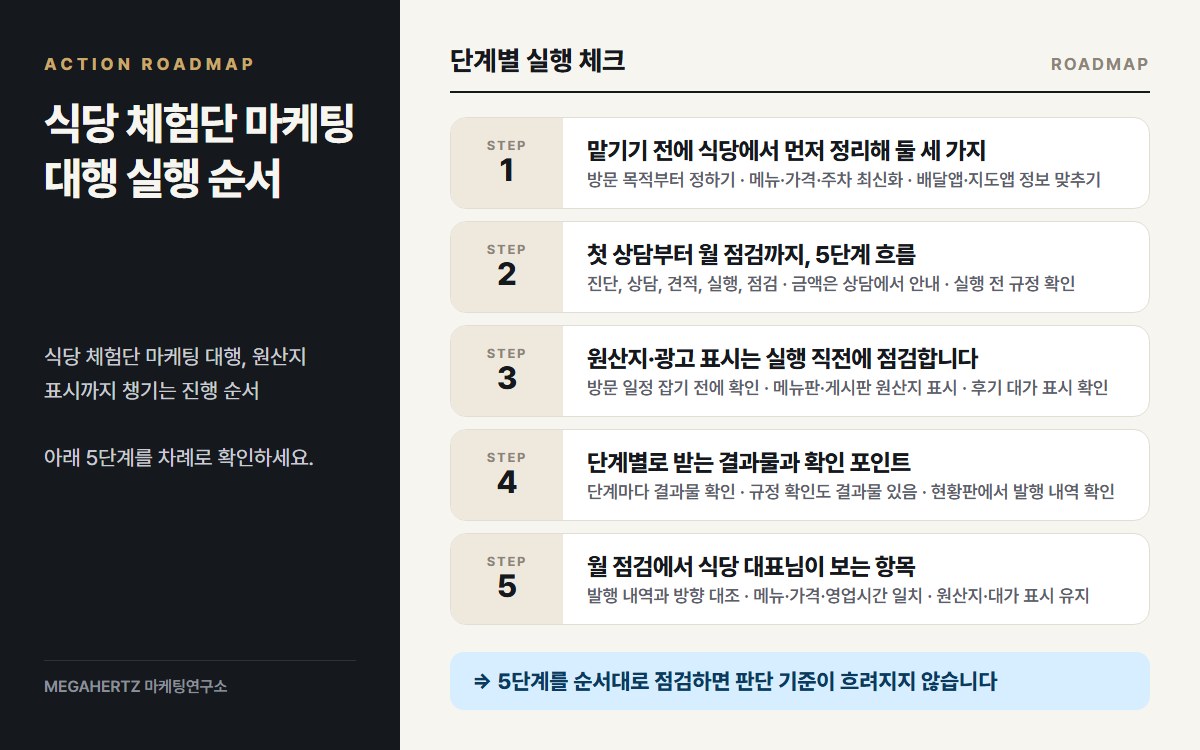 ACTION ROADMAP
식당 체험단 마케팅
대행 실행 순서
식당 체험단 마케팅 대행, 원산지
표시까지 챙기는 진행 순서
아래 5단계를 차례로 확인하세요.
MEGAHERTZ 마케팅연구소
단계별 실행 체크
ROADMAP
STEP
1
맡기기 전에 식당에서 먼저 정리해 둘 세 가지
방문 목적부터 정하기 · 메뉴·가격·주차 최신화 · 배달앱·지도앱 정보 맞추기
STEP
2
첫 상담부터 월 점검까지, 5단계 흐름
진단, 상담, 견적, 실행, 점검 · 금액은 상담에서 안내 · 실행 전 규정 확인
STEP
3
원산지·광고 표시는 실행 직전에 점검합니다
방문 일정 잡기 전에 확인 · 메뉴판·게시판 원산지 표시 · 후기 대가 표시 확인
STEP
4
단계별로 받는 결과물과 확인 포인트
단계마다 결과물 확인 · 규정 확인도 결과물 있음 · 현황판에서 발행 내역 확인
STEP
5
월 점검에서 식당 대표님이 보는 항목
발행 내역과 방향 대조 · 메뉴·가격·영업시간 일치 · 원산지·대가 표시 유지
→ 5단계를 순서대로 점검하면 판단 기준이 흐려지지 않습니다